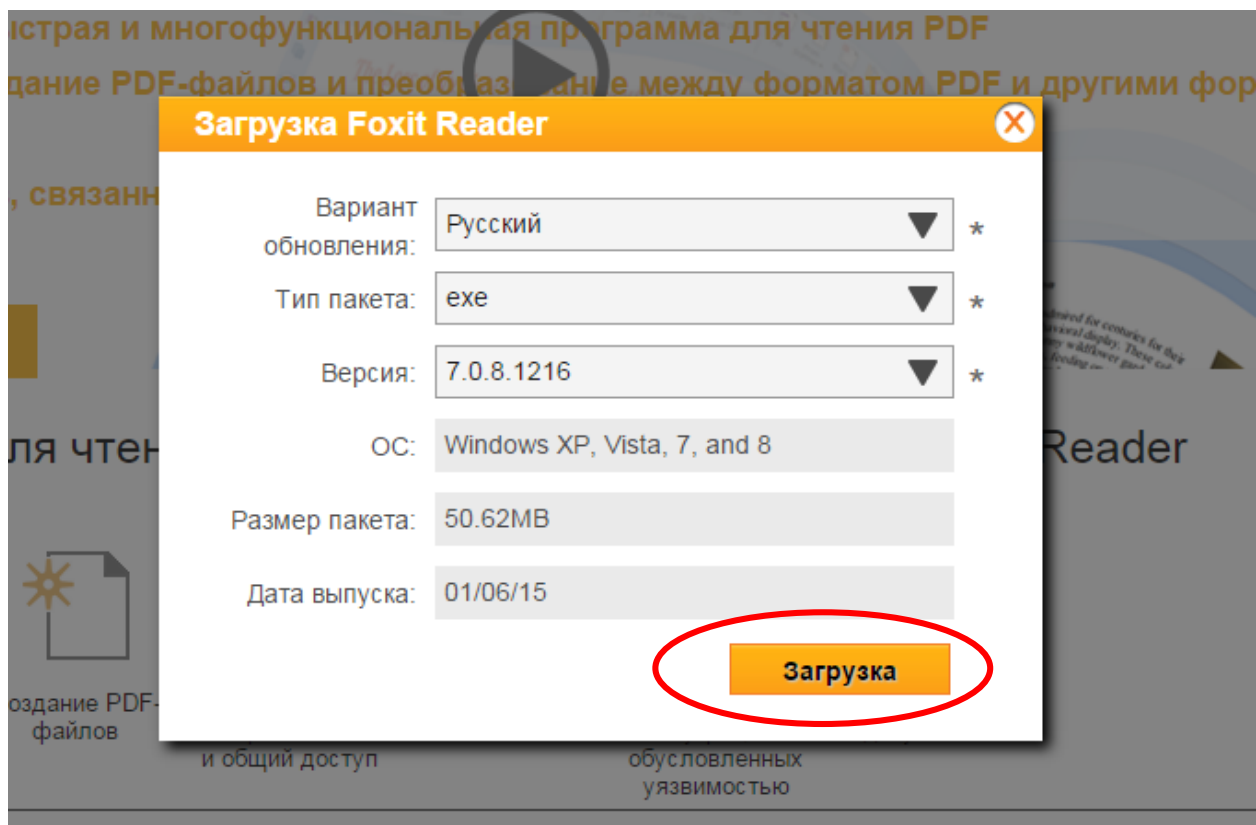 ыстрая и многофункциональная программа для чтения PDF
дание PDF-файлов и преобразование между форматом PDF и другими фор
, связанн
Загрузка Foxit Reader
Вариант обновления: Русский *
Тип пакета: exe *
Версия: 7.0.8.1216 *
ОС: Windows XP, Vista, 7, and 8
Размер пакета: 50.62MB
Дата выпуска: 01/06/15
Загрузка
ля чтен
Reader
оздание PDF-
файлов
и общий доступ
обусловленных
уязвимостью